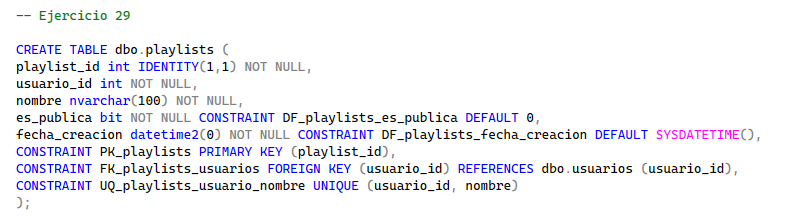 -- Ejercicio 29
CREATE TABLE dbo.playlists (
playlist_id int IDENTITY(1,1) NOT NULL,
usuario_id int NOT NULL,
nombre nvarchar(100) NOT NULL,
es_publica bit NOT NULL CONSTRAINT DF_playlists_es_publica DEFAULT 0,
fecha_creacion datetime2(0) NOT NULL CONSTRAINT DF_playlists_fecha_creacion DEFAULT SYSDATETIME(),
CONSTRAINT PK_playlists PRIMARY KEY (playlist_id),
CONSTRAINT FK_playlists_usuarios FOREIGN KEY (usuario_id) REFERENCES dbo.usuarios (usuario_id),
CONSTRAINT UQ_playlists_usuario_nombre UNIQUE (usuario_id, nombre)
);